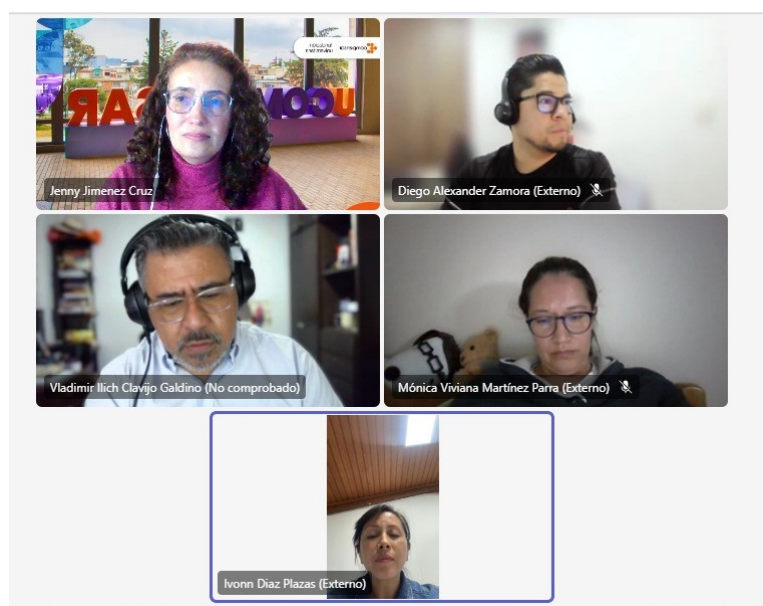 UCOMPENSAR
Jenny Jimenez Cruz
Diego Alexander Zamora (Externo)
Vladimir Ilich Clavijo Galdino (No comprobado)
Mónica Viviana Martínez Parra (Externo)
Ivonn Diaz Plazas (Externo)